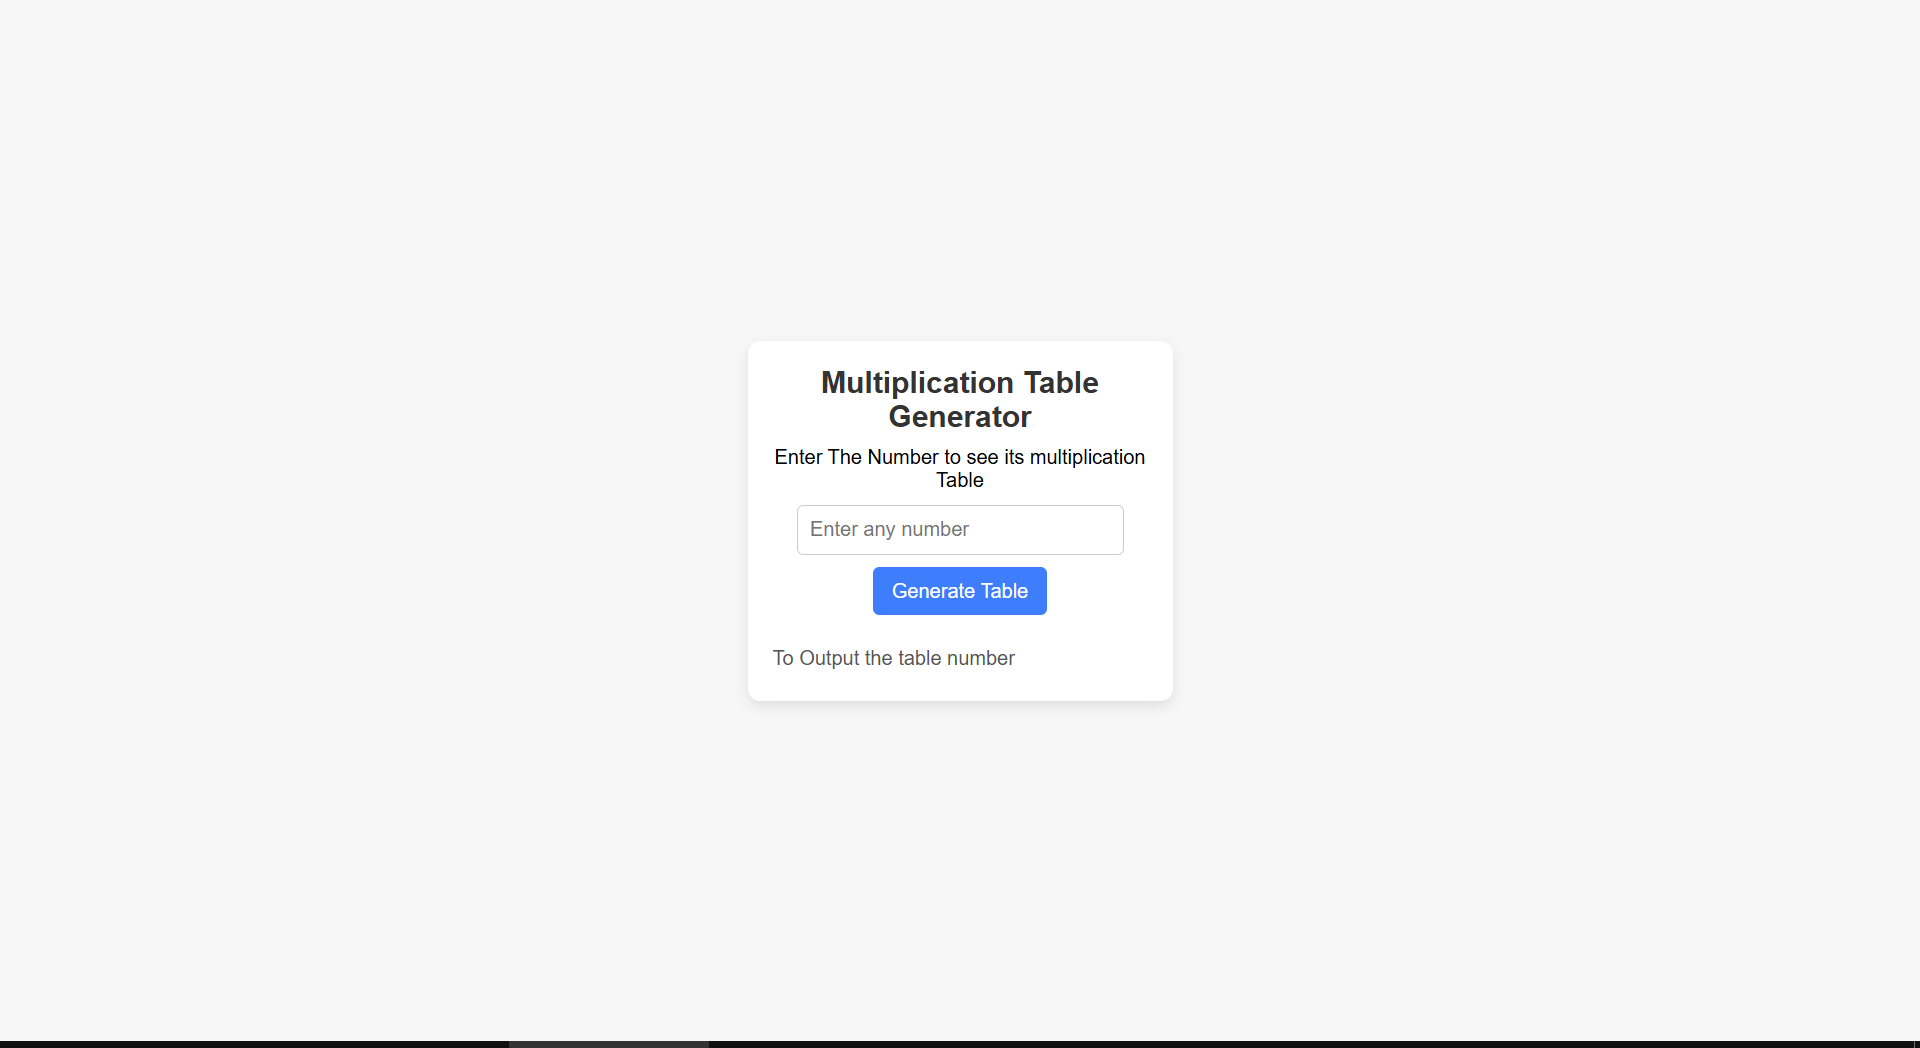 Multiplication Table
Generator
Enter The Number to see its multiplication
Table
Enter any number
Generate Table
To Output the table number